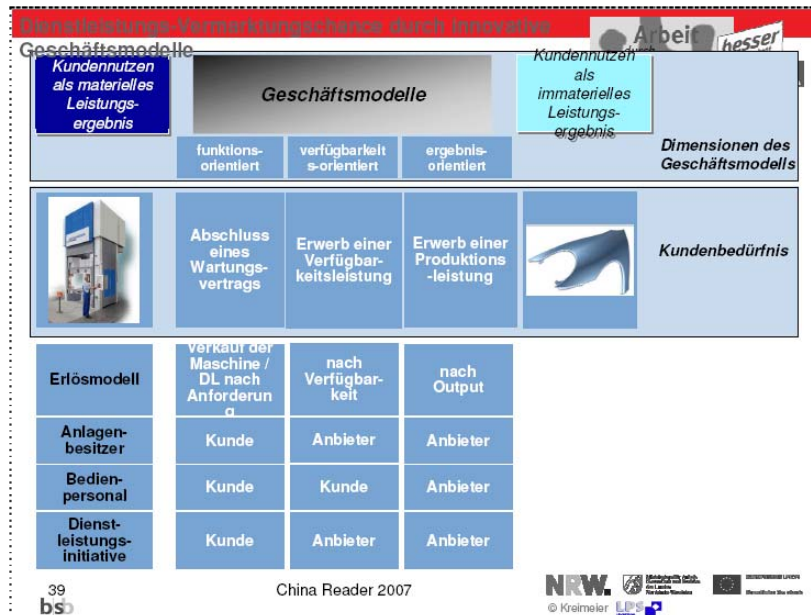 Dienstleistungs-Vermarktungschance durch Innovative
Geschäftsmodelle
Arbeit
durch
hesser
Kundennutzen
als materielles
Leistungs-
ergebnis
Geschäftsmodelle
Kundennutzen
als
immaterielles
Leistungs-
ergebnis
funktions-
orientiert
verfügbarkeit
s-orientiert
ergebnis-
orientiert
Dimensionen des
Geschäftsmodells
Abschluss
eines
Wartungs-
vertrags
Erwerb einer
Verfügbar-
keitsleistung
Erwerb einer
Produktions
-leistung
Kundenbedürfnis
Erlösmodell
Verkauf der
Maschine /
DL nach
Anforderun
g
nach
Verfügbar-
keit
nach
Output
Anlagen-
besitzer
Kunde
Anbieter
Anbieter
Bedien-
personal
Kunde
Kunde
Anbieter
Dienst-
leistungs-
initiative
Kunde
Anbieter
Anbieter
39
China Reader 2007
bsb
NRW.
© Kreimeier LPS